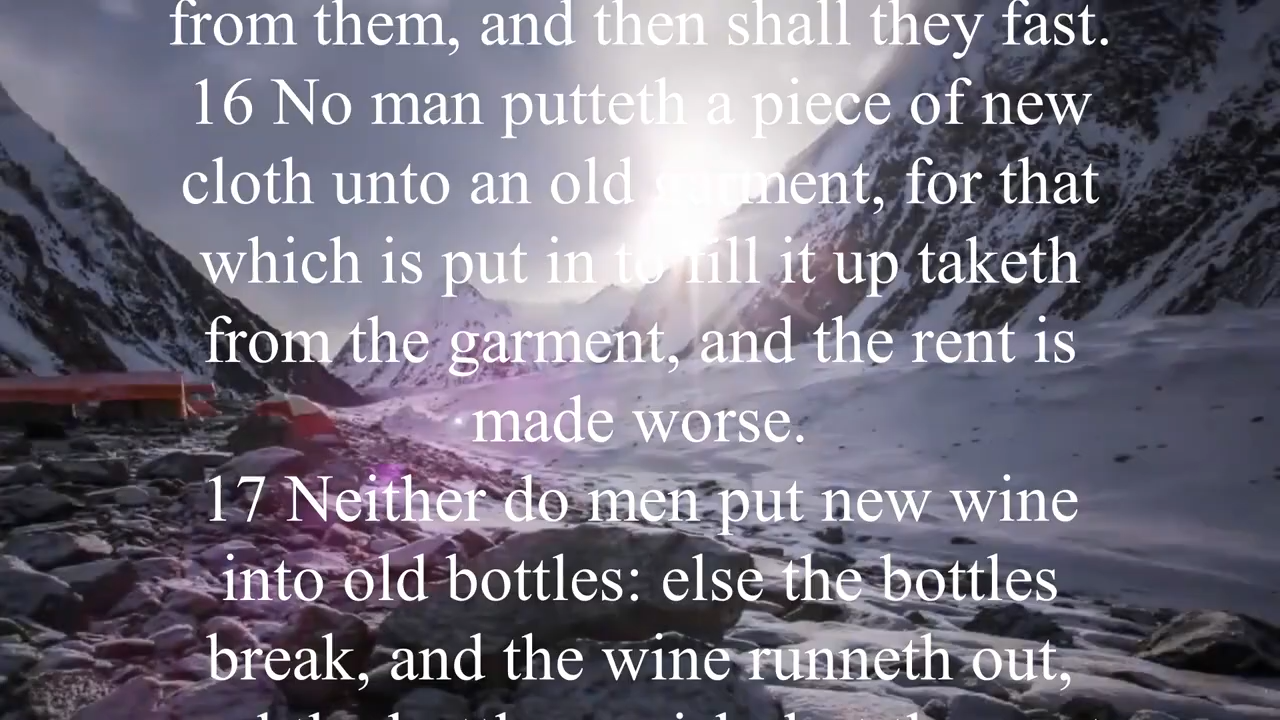 from them, and then shall they fast.
16 No man putteth a piece of new
cloth unto an old garment, for that
which is put in to fill it up taketh
from the garment, and the rent is
made worse.
17 Neither do men put new wine
into old bottles: else the bottles
break, and the wine runneth out,